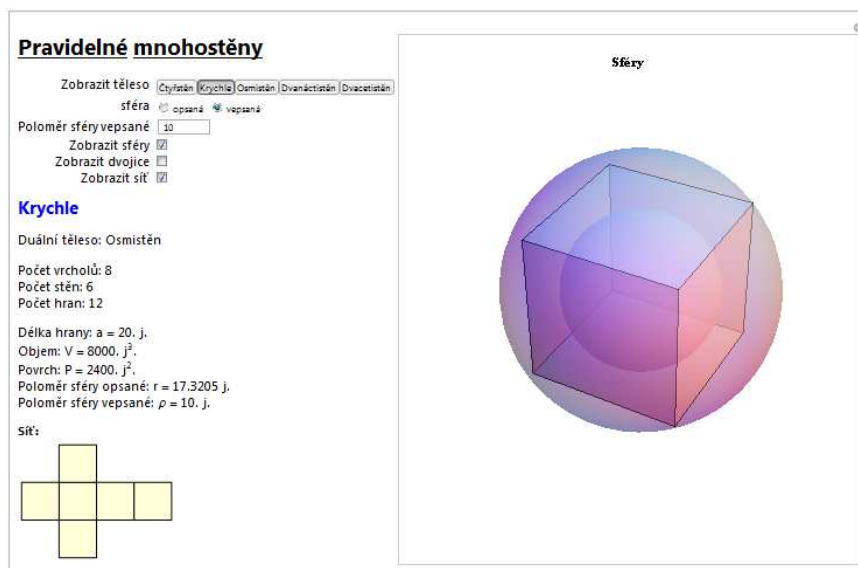 Pravidelné mnohostěny
Zobrazit těleso Čtyřstěn Krychle Osmistěn Dvanáctistěn Dvacetistěn
sféra opsaná vepsaná
Poloměr sféry vepsané 10
Zobrazit sféry
Zobrazit dvojice
Zobrazit síť
Krychle
Duální těleso: Osmistěn
Počet vrcholů: 8
Počet stěn: 6
Počet hran: 12
Délka hrany: a = 20. j.
Objem: V = 8000. j³.
Povrch: P = 2400. j².
Poloměr sféry opsané: r = 17.3205 j.
Poloměr sféry vepsané: ρ = 10. j.
Síť:
Sféry